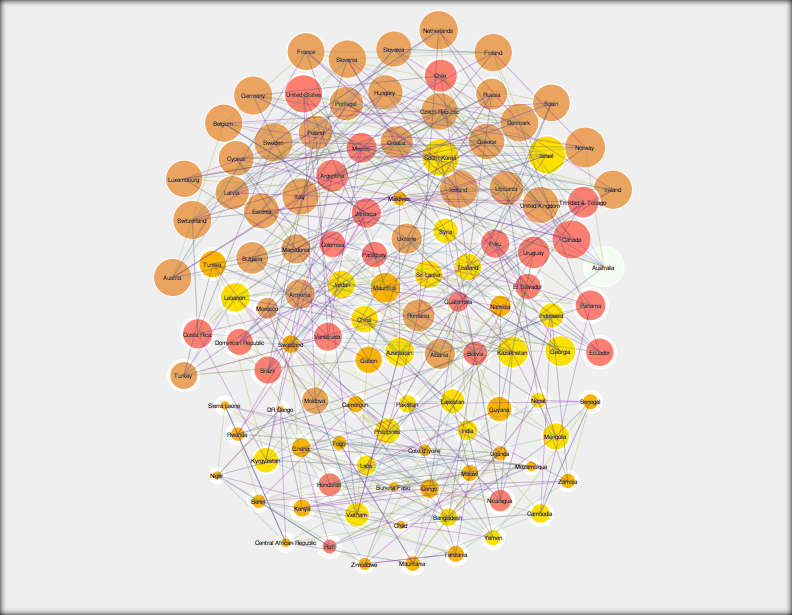 Netherlands
France
Slovenia
Slovakia
Finland
Chile
Germany
United States
Portugal
Hungary
Russia
Spain
Czech Republic
Belgium
Denmark
Sweden
Poland
Mexico
Croatia
Greece
Norway
Cyprus
South Korea
Israel
Luxembourg
Latvia
Argentina
Iceland
Lithuania
Ireland
Italy
Maldives
United Kingdom
Trinidad & Tobago
Switzerland
Estonia
Jamaica
Syria
Ukraine
Canada
Macedonia
Colombia
Paraguay
Peru
Uruguay
Austria
Tunisia
Bulgaria
Sri Lanka
Thailand
Australia
Lebanon
Armenia
Jordan
Mauritius
El Salvador
Morocco
Guatemala
Namibia
Panama
China
Romania
Indonesia
Costa Rica
Dominican Republic
Swaziland
Venezuela
Azerbaijan
Albania
Bolivia
Kazakhstan
Georgia
Ecuador
Turkey
Brazil
Gabon
Sierra Leone
DR Congo
Moldova
Cameroon
Pakistan
Tajikistan
Guyana
Nepal
Senegal
Rwanda
Philippines
India
Mongolia
Kyrgyzstan
Ghana
Togo
Cote d'Ivoire
Uganda
Laos
Mozambique
Niger
Honduras
Burkina Faso
Congo
Malawi
Zambia
Benin
Kenya
Vietnam
Chad
Bangladesh
Nicaragua
Cambodia
Central African Republic
Haiti
Yemen
Zimbabwe
Mauritania
Tanzania